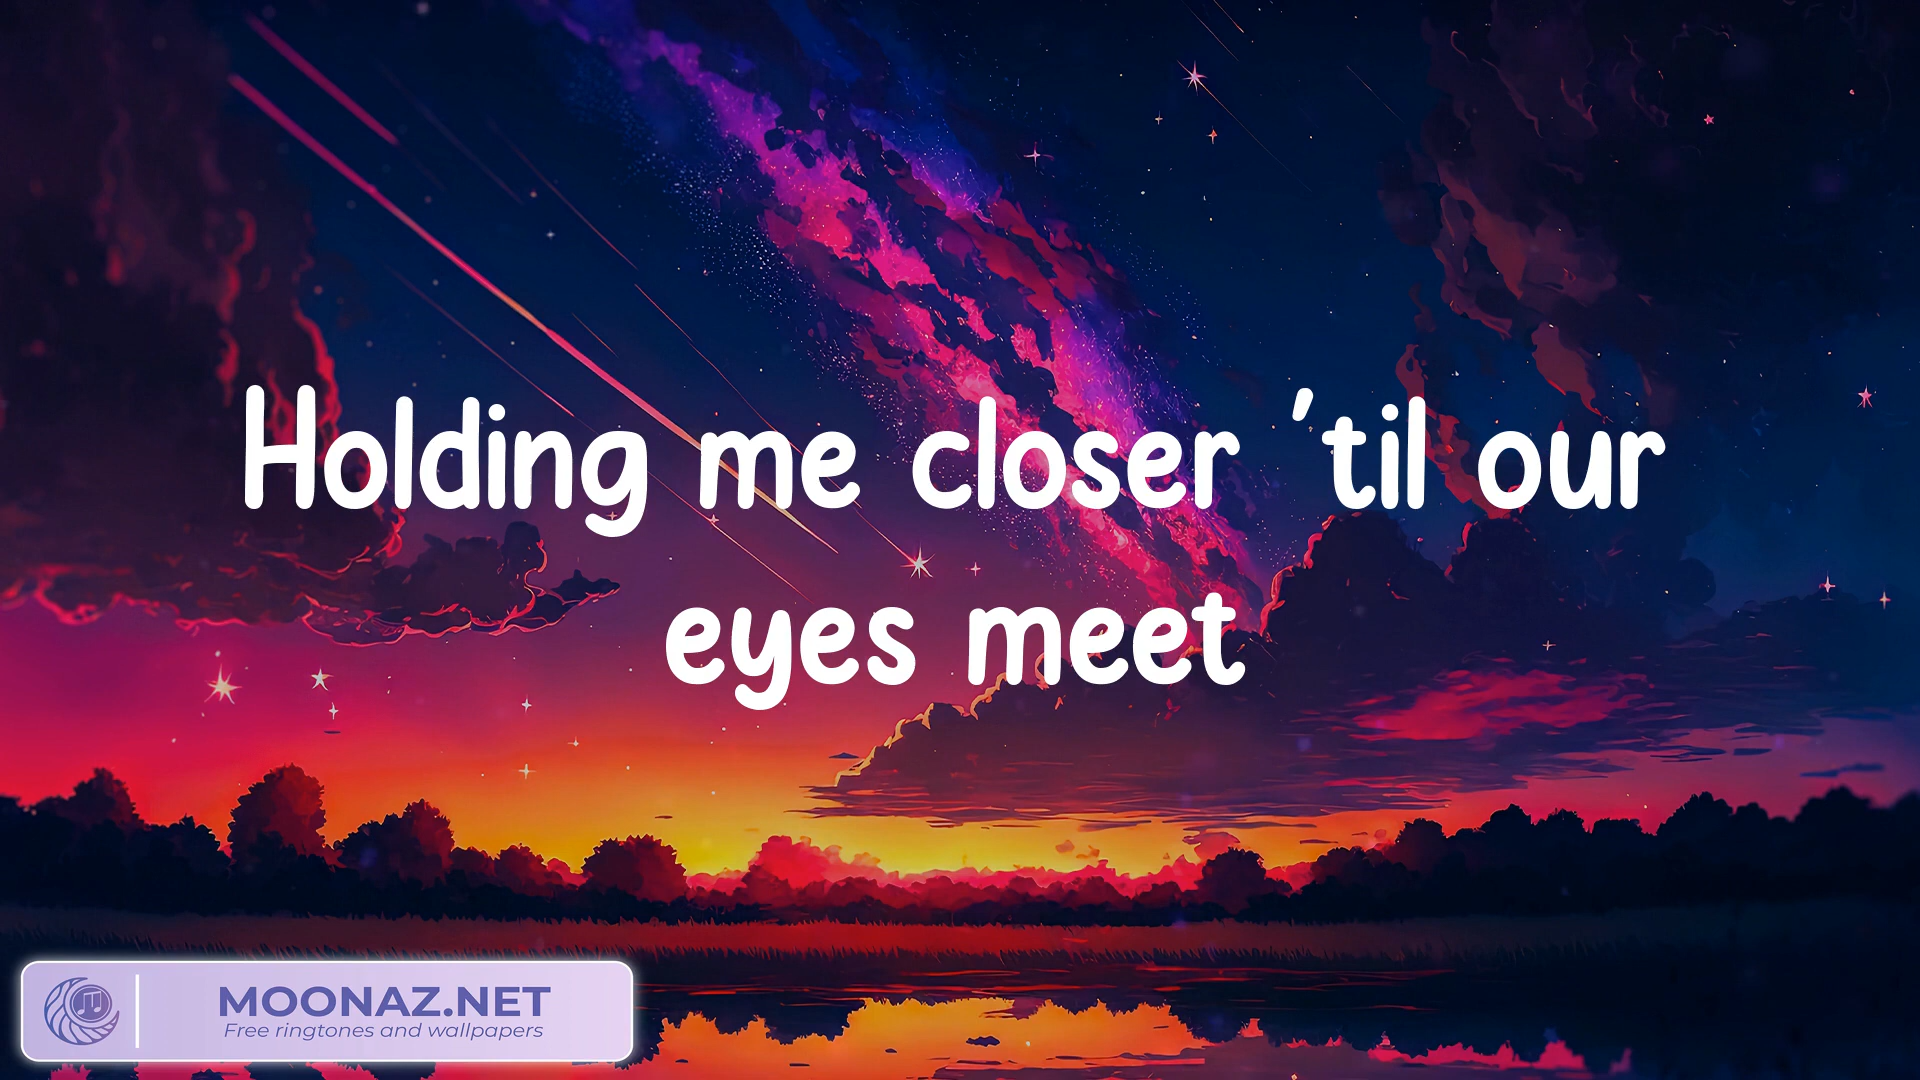 Holding me closer 'til our
eyes meet
MOONAZ.NET
Free ringtones and wallpapers